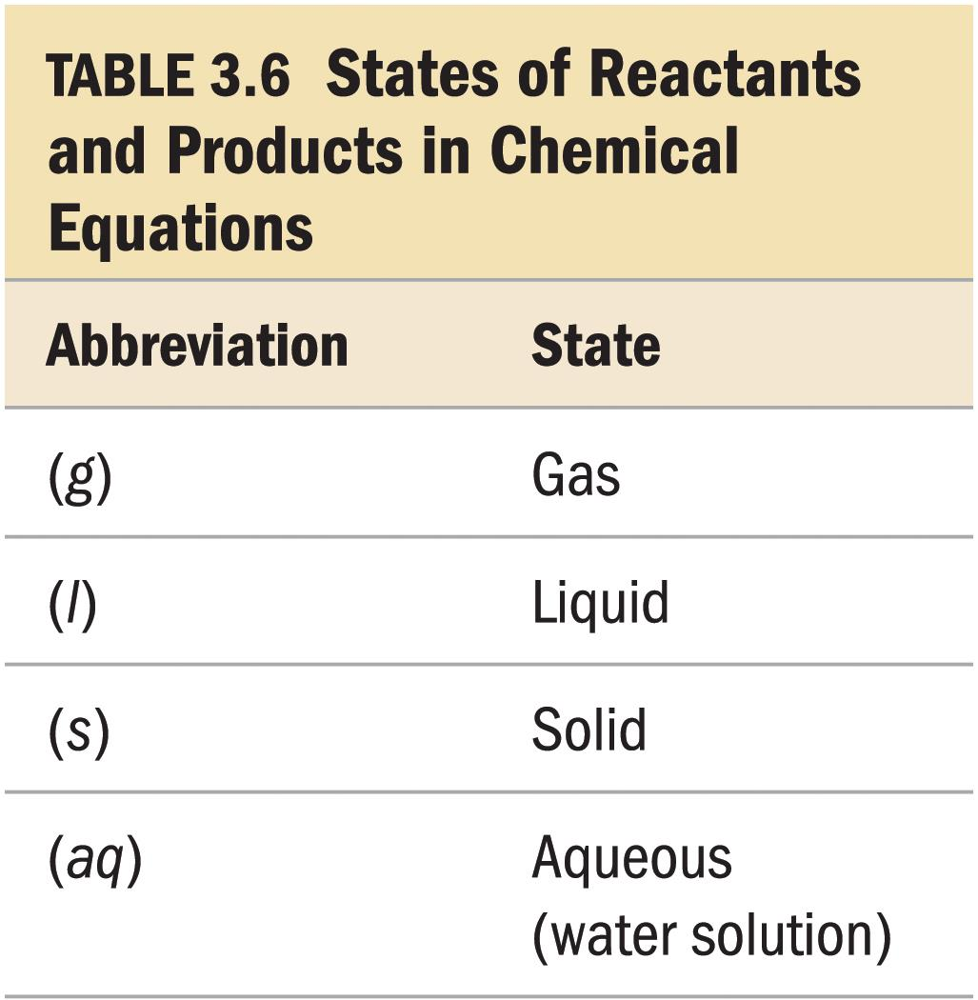 TABLE 3.6 States of Reactants
and Products in Chemical
Equations
Abbreviation State
(g) Gas
(l) Liquid
(s) Solid
(aq) Aqueous
(water solution)